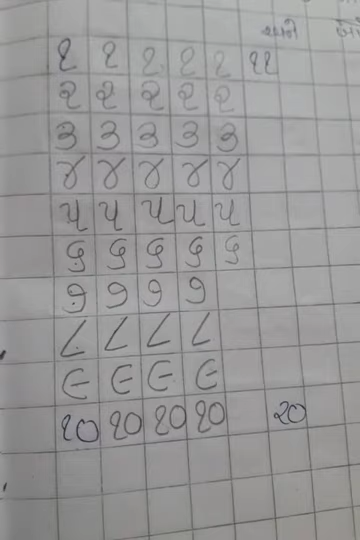 ૧ ૧ ૧ ૧ ૧ ૧૧
૨ ૨ ૨ ૨ ૨
૩ ૩ ૩ ૩ ૩
૪ ૪ ૪ ૪ ૪
૫ ૫ ૫ ૫ ૫
૬ ૬ ૬ ૬ ૬
૭ ૭ ૭ ૭
૮ ૮ ૮ ૮
૯ ૯ ૯ ૯
૧૦ ૧૦ ૧૦ ૧૦ ૧૦